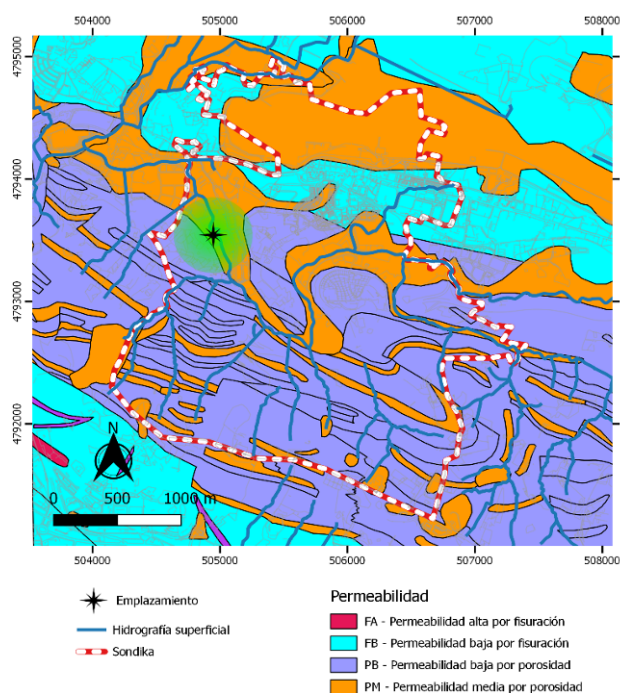 504000 505000 506000 507000 508000
4795000
4794000
4793000
4792000
N
0 500 1000 m
504000 505000 506000 507000 508000
Emplazamiento
Hidrografía superficial
Sondika
Permeabilidad
FA - Permeabilidad alta por fisuración
FB - Permeabilidad baja por fisuración
PB - Permeabilidad baja por porosidad
PM - Permeabilidad media por porosidad